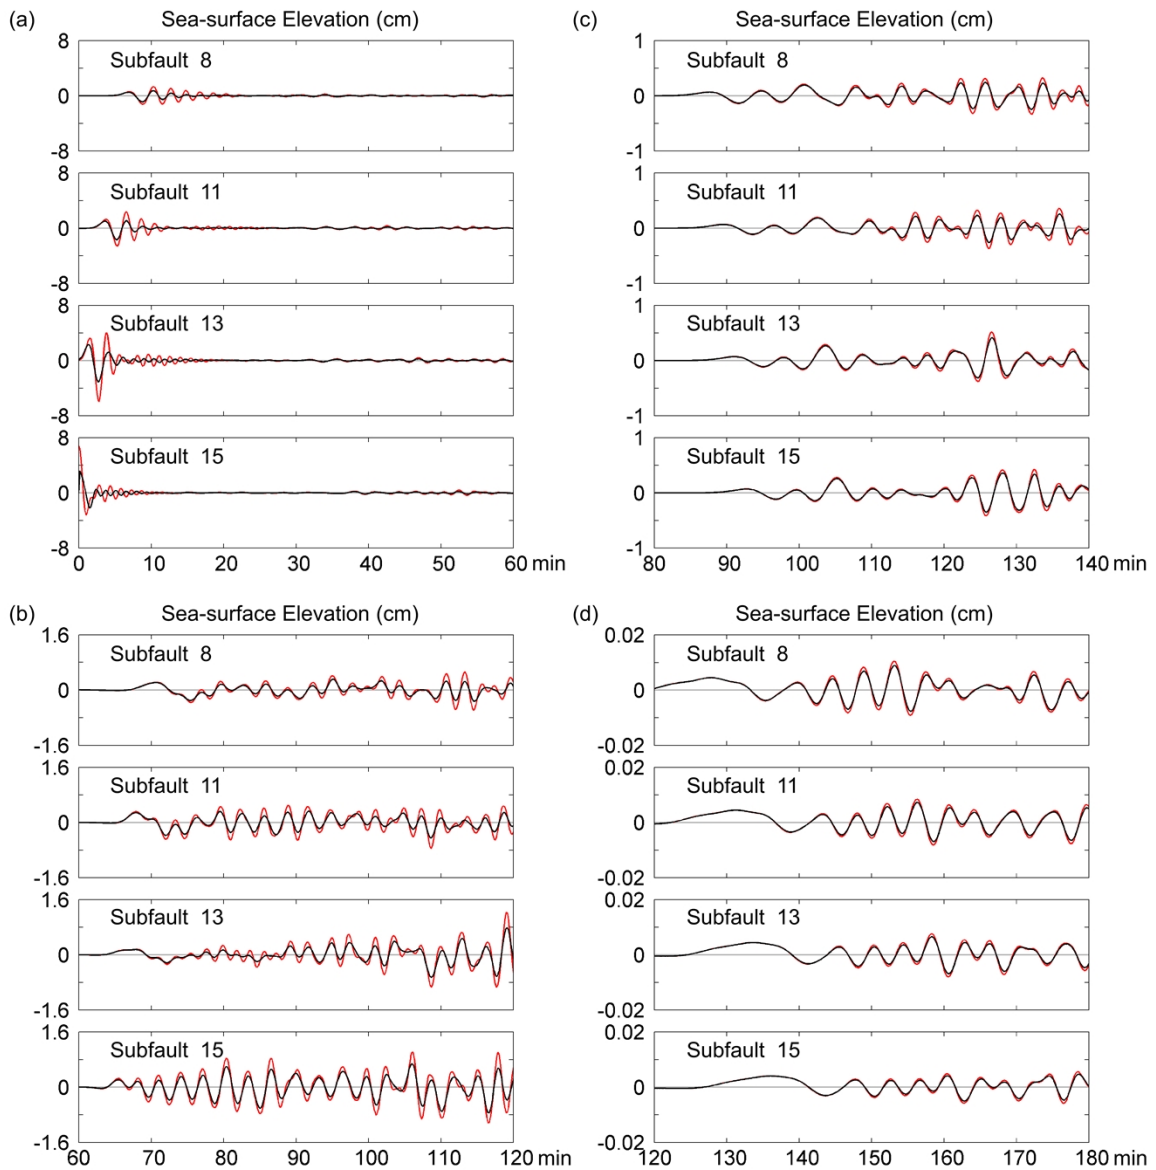 (a) Sea-surface Elevation (cm)
8
Subfault 8
0
-8
8
Subfault 11
0
-8
8
Subfault 13
0
-8
8
Subfault 15
0
-8
0 10 20 30 40 50 60 min
(c) Sea-surface Elevation (cm)
1
Subfault 8
0
-1
1
Subfault 11
0
-1
1
Subfault 13
0
-1
1
Subfault 15
0
-1
80 90 100 110 120 130 140 min
(b) Sea-surface Elevation (cm)
1.6
Subfault 8
0
-1.6
1.6
Subfault 11
0
-1.6
1.6
Subfault 13
0
-1.6
1.6
Subfault 15
0
-1.6
60 70 80 90 100 110 120 min
(d) Sea-surface Elevation (cm)
0.02
Subfault 8
0
-0.02
0.02
Subfault 11
0
-0.02
0.02
Subfault 13
0
-0.02
0.02
Subfault 15
0
-0.02
120 130 140 150 160 170 180 min